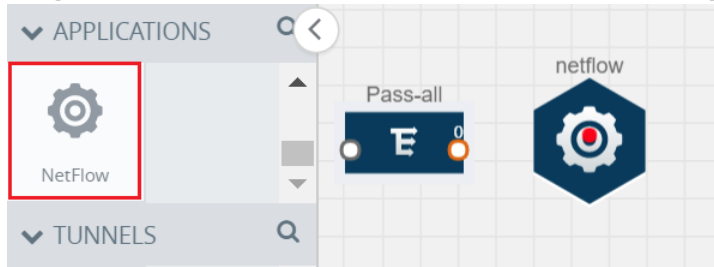 APPLICATIONS
netflow
Pass-all
0
NetFlow
TUNNELS